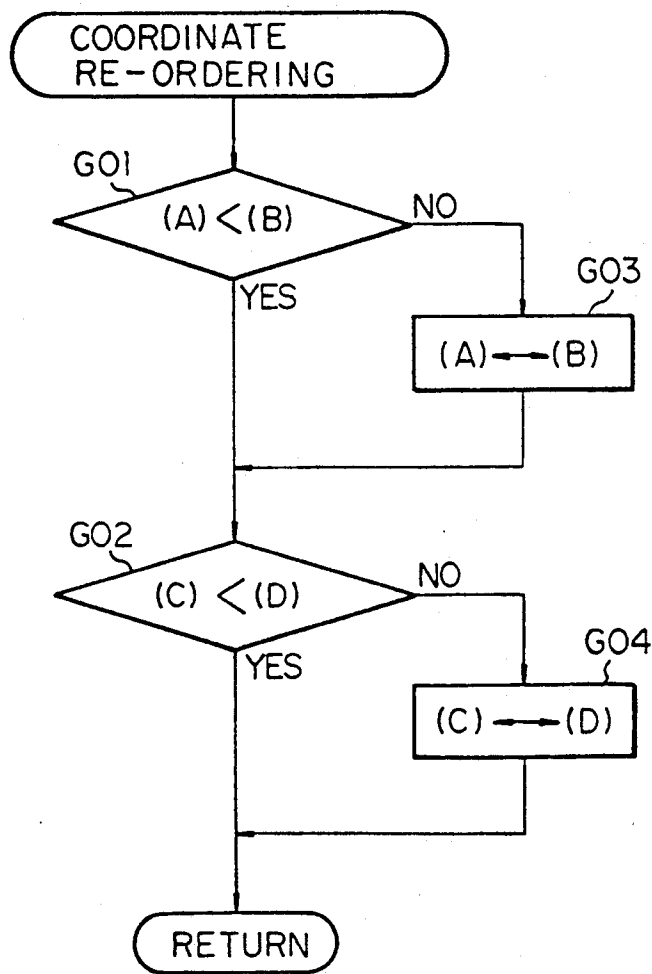 COORDINATE
RE-ORDERING
G01
(A) < (B)
NO
YES
G03
(A) ↔ (B)
G02
(C) < (D)
NO
YES
G04
(C) ↔ (D)
RETURN